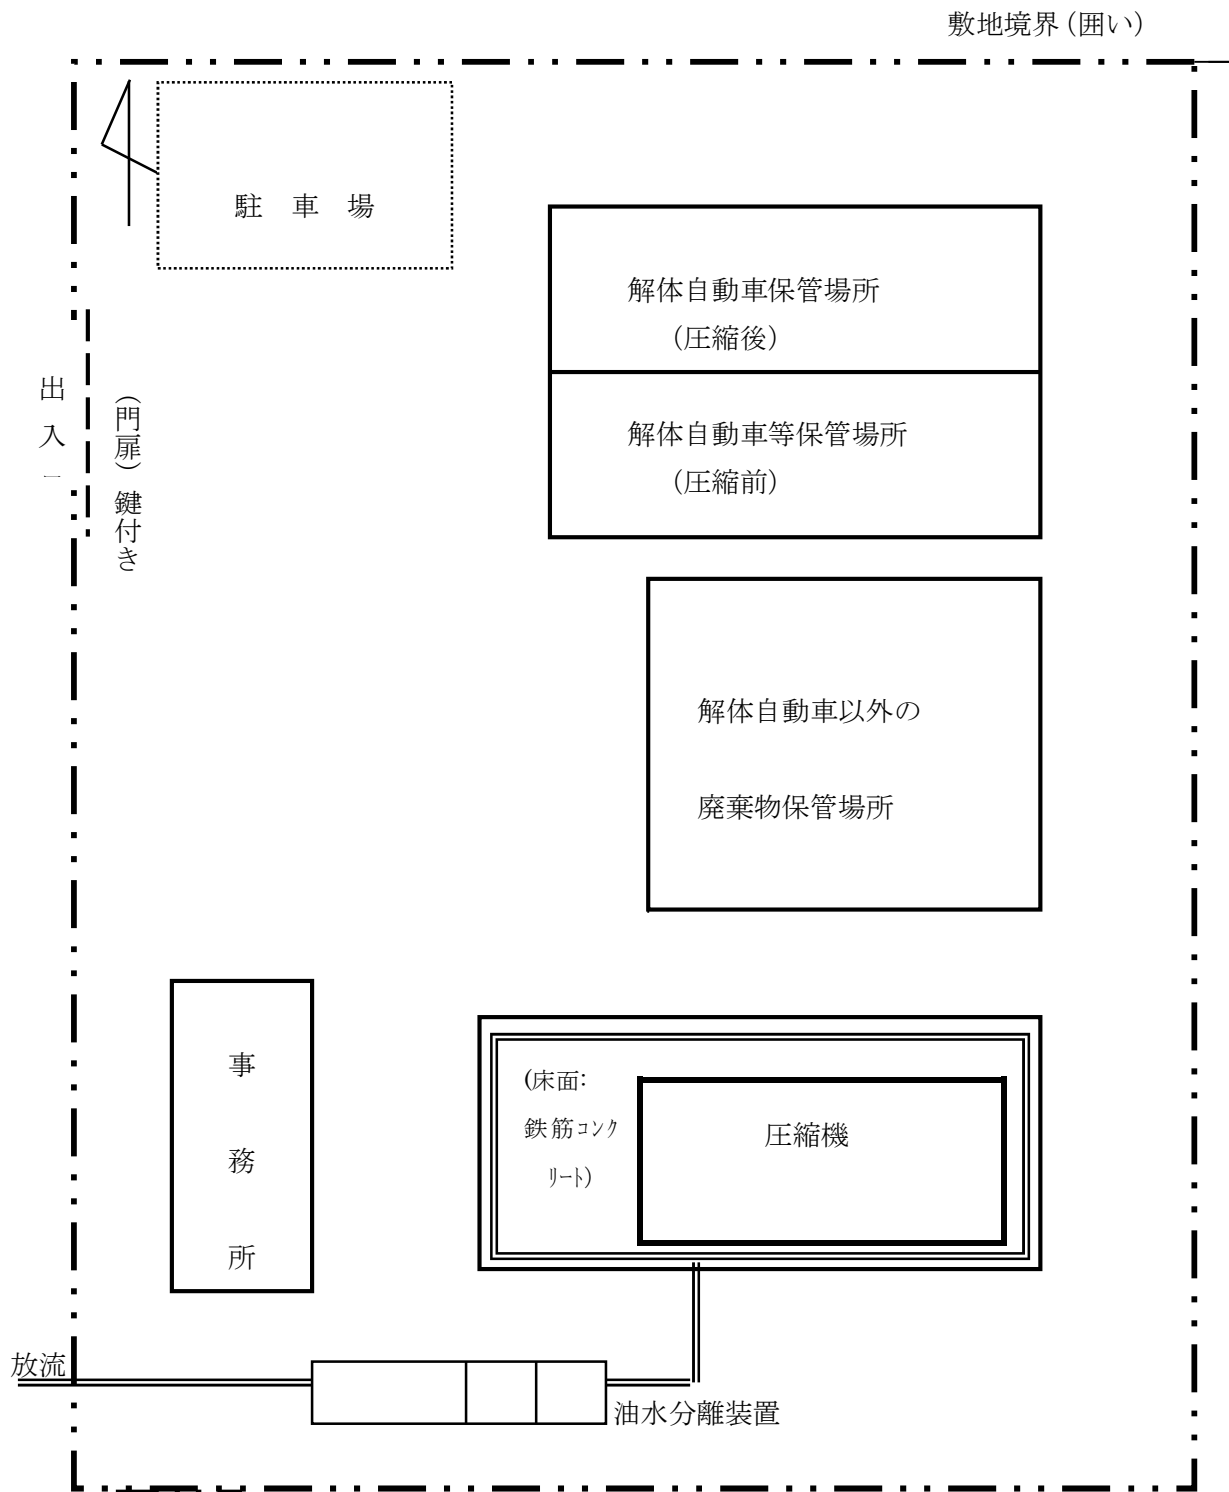 敷地境界（囲い）
駐 車 場
解体自動車保管場所
（圧縮後）
出
入
（門扉）鍵付き
解体自動車等保管場所
（圧縮前）
解体自動車以外の
廃棄物保管場所
事
務
所
(床面:
鉄筋ｺﾝｸ
ﾘｰﾄ)
圧縮機
放流
油水分離装置